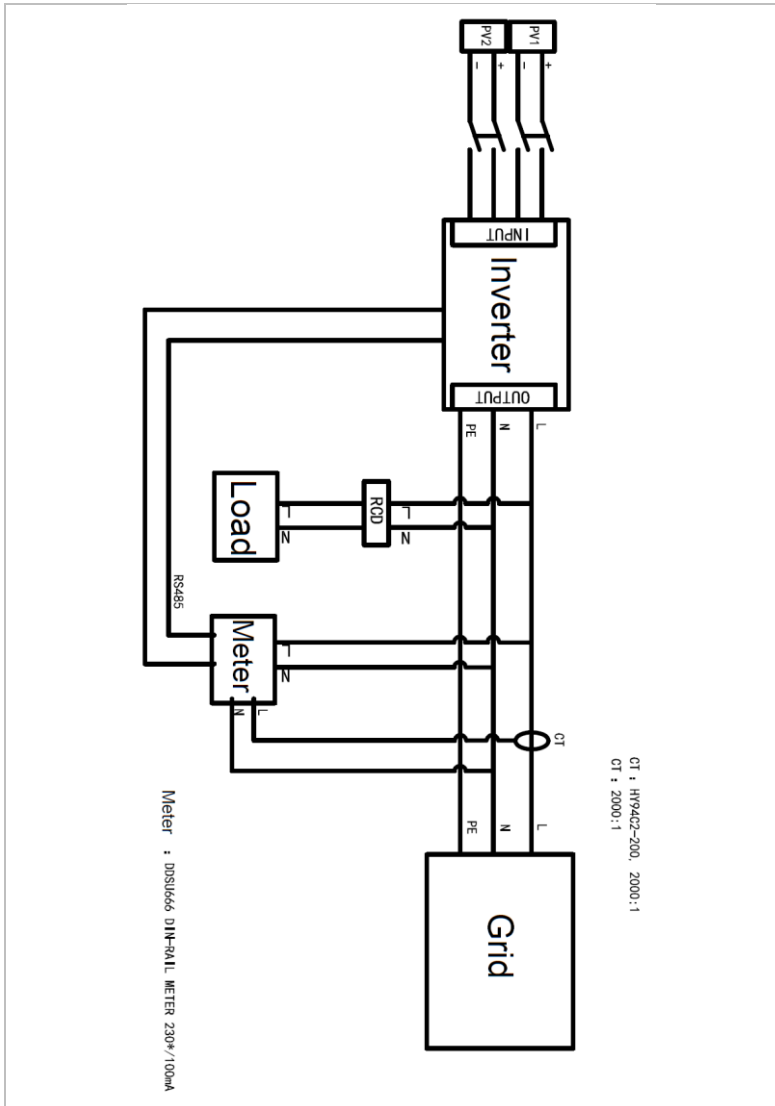 PV2
PV1
-
+
-
+
INPUT
Inverter
OUTPUT
PE
N
L
Load
L
N
RCD
L
N
RS485
Meter
L
N
N
L
CT
CT : HY94C2-200, 2000:1
CT : 2000:1
PE
N
L
Grid
Meter : DDSU666 DIN-RAIL METER 230*/100mA